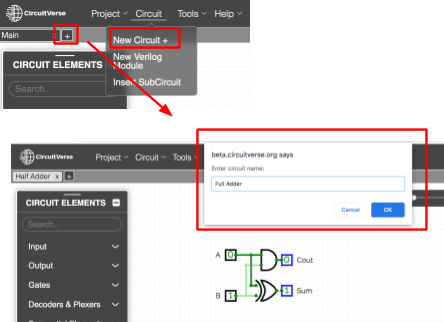 CircuitVerse Project Circuit Tools Help
Main x +
New Circuit +
New Verilog
Module
Insert SubCircuit
CIRCUIT ELEMENTS
Search..
CircuitVerse Project Circuit Tools
beta.circuitverse.org says
Enter circuit name:
Full Adder
Cancel OK
Half Adder x +
CIRCUIT ELEMENTS
Search..
Input
Output
Gates
Decoders & Plexers
A 0 0 Cout
B 1 1 Sum